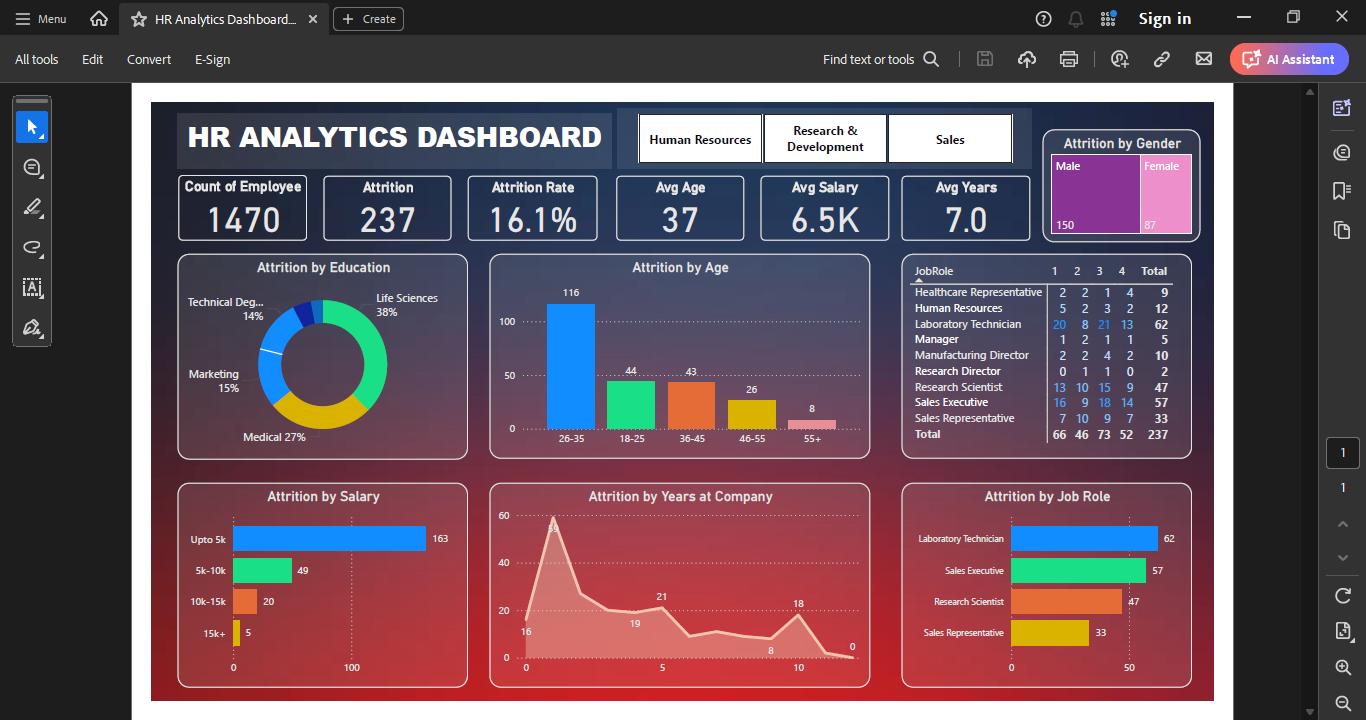 Menu
HR Analytics Dashboard...
Create
Sign in
All tools
Edit
Convert
E-Sign
Find text or tools
AI Assistant
HR ANALYTICS DASHBOARD
Human Resources
Research &
Development
Sales
Count of Employee
1470
Attrition
237
Attrition Rate
16.1%
Avg Age
37
Avg Salary
6.5K
Avg Years
7.0
Attrition by Gender
Male
Female
150
87
Attrition by Education
Technical Deg...
14%
Life Sciences
38%
Marketing
15%
Medical 27%
Attrition by Age
100
50
0
116
44
43
26
8
26-35
18-25
36-45
46-55
55+
JobRole 1 2 3 4 Total
Healthcare Representative 2 2 1 4 9
Human Resources 5 2 3 2 12
Laboratory Technician 20 8 21 13 62
Manager 1 2 1 1 5
Manufacturing Director 2 2 4 2 10
Research Director 0 1 1 0 2
Research Scientist 13 10 15 9 47
Sales Executive 16 9 18 14 57
Sales Representative 7 10 9 7 33
Total 66 46 73 52 237
Attrition by Salary
Upto 5k 163
5k-10k 49
10k-15k 20
15k+ 5
0 100
Attrition by Years at Company
60
40
20
0
16
59
19
21
8
18
0
0 5 10
Attrition by Job Role
Laboratory Technician 62
Sales Executive 57
Research Scientist 47
Sales Representative 33
0 50
1
1